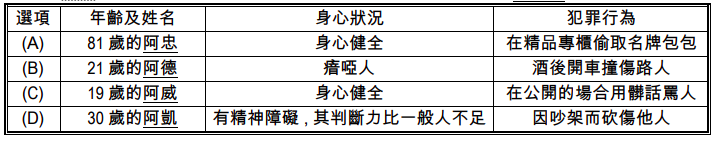 選項 年齡及姓名 身心狀況 犯罪行為
(A) 81 歲的阿忠 身心健全 在精品專櫃偷取名牌包包
(B) 21 歲的阿德 瘖啞人 酒後開車撞傷路人
(C) 19 歲的阿威 身心健全 在公開的場合用髒話罵人
(D) 30 歲的阿凱 有精神障礙，其判斷力比一般人不足 因吵架而砍傷他人